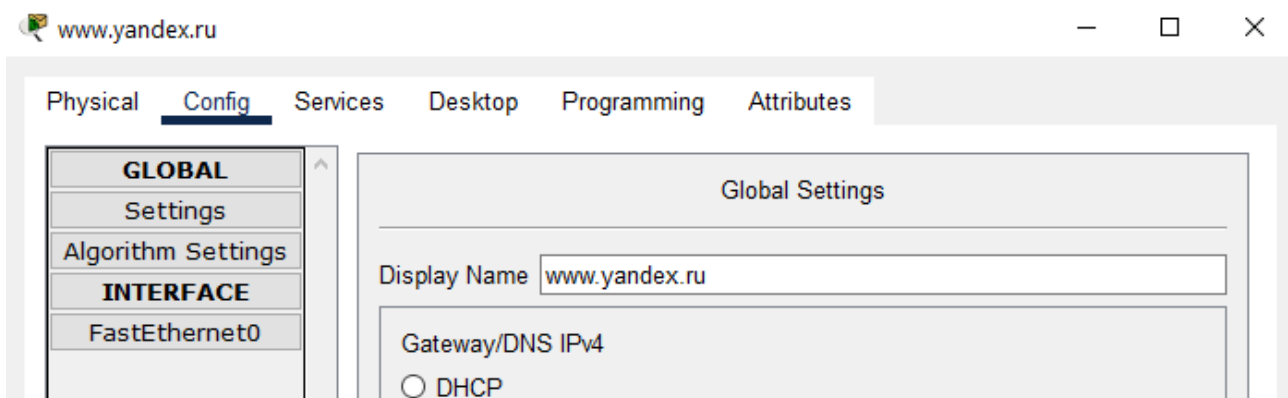 www.yandex.ru
Physical Config Services Desktop Programming Attributes
GLOBAL
Settings
Algorithm Settings
INTERFACE
FastEthernet0
Global Settings
Display Name www.yandex.ru
Gateway/DNS IPv4
DHCP